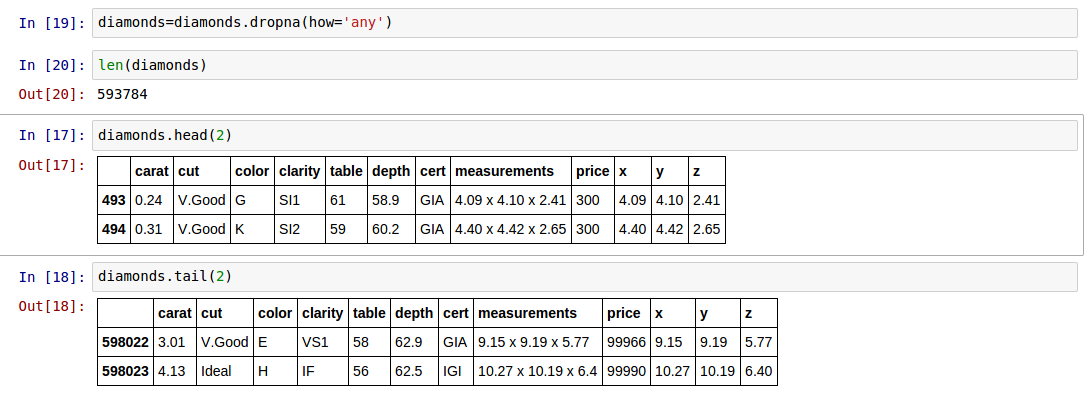 In [19]: diamonds=diamonds.dropna(how='any')
In [20]: len(diamonds)
Out[20]: 593784
In [17]: diamonds.head(2)
Out[17]:
carat cut color clarity table depth cert measurements price x y z
493 0.24 V.Good G SI1 61 58.9 GIA 4.09 x 4.10 x 2.41 300 4.09 4.10 2.41
494 0.31 V.Good K SI2 59 60.2 GIA 4.40 x 4.42 x 2.65 300 4.40 4.42 2.65
In [18]: diamonds.tail(2)
Out[18]:
carat cut color clarity table depth cert measurements price x y z
598022 3.01 V.Good E VS1 58 62.9 GIA 9.15 x 9.19 x 5.77 99966 9.15 9.19 5.77
598023 4.13 Ideal H IF 56 62.5 IGI 10.27 x 10.19 x 6.4 99990 10.27 10.19 6.40